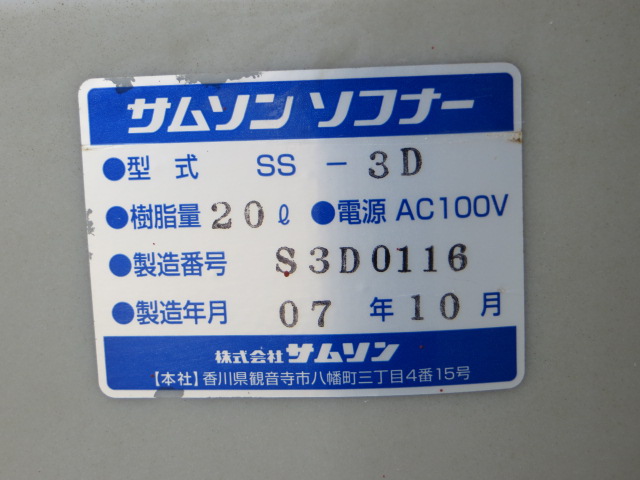 サムソン ソフナー
●型式 SS-3D
●樹脂量 20ℓ ●電源 AC100V
●製造番号 S3D0116
●製造年月 07年10月
株式会社サムソン
【本社】香川県観音寺市八幡町三丁目4番15号